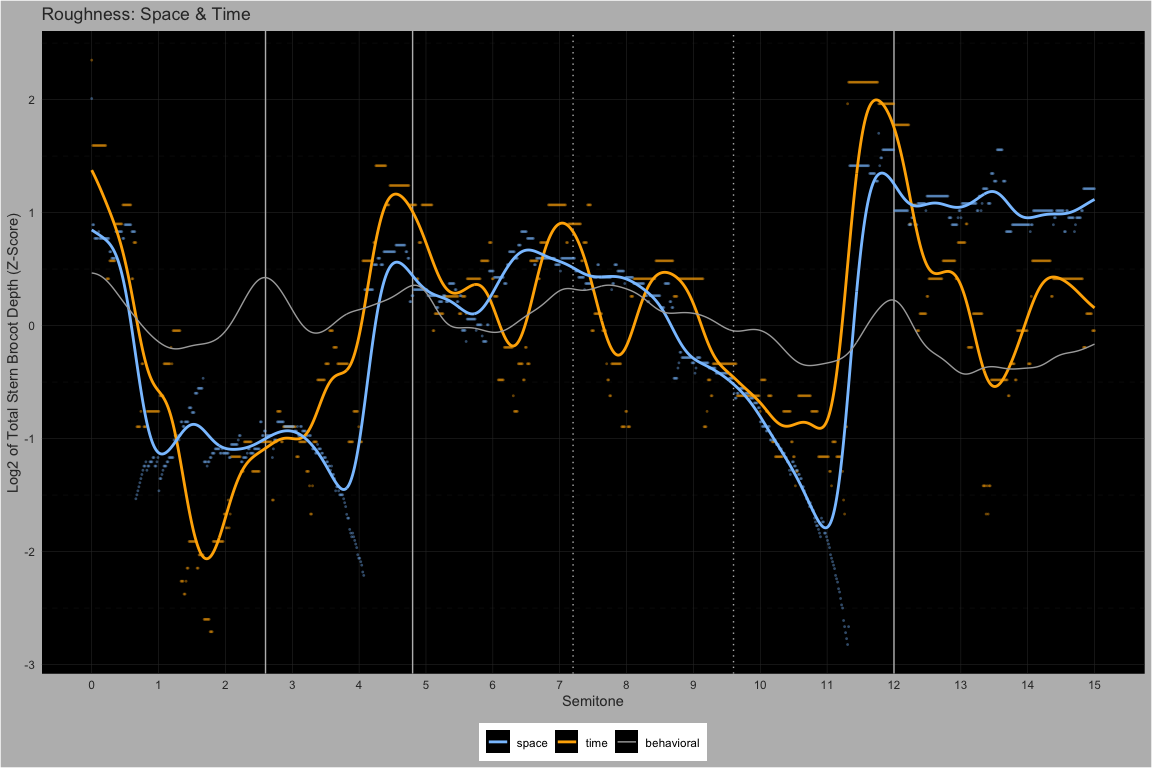 Roughness: Space & Time
Log2 of Total Stern Brocot Depth (Z-Score)
2
1
0
-1
-2
-3
0 1 2 3 4 5 6 7 8 9 10 11 12 13 14 15
Semitone
space time behavioral